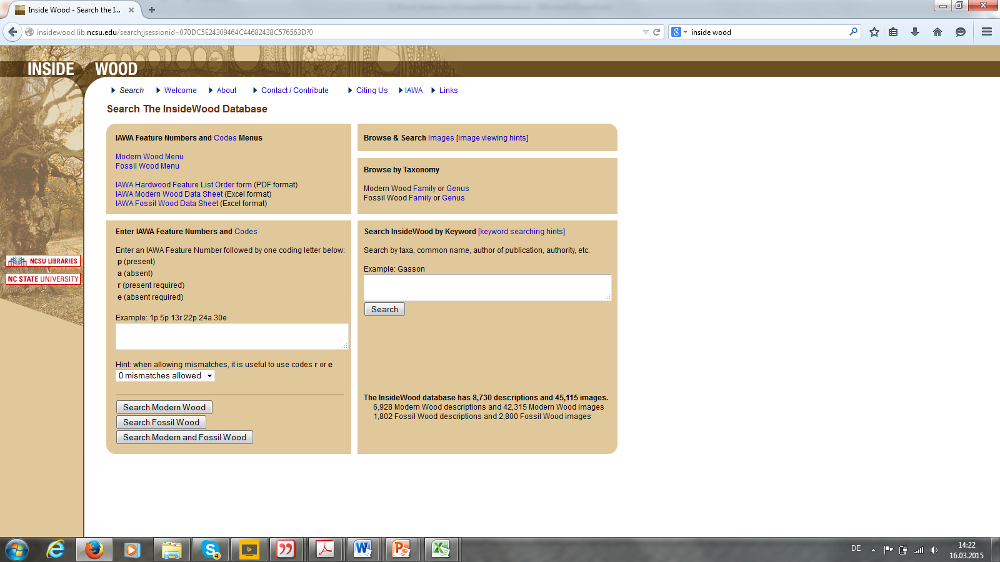 Inside Wood - Search the I...
insidewood.lib.ncsu.edu/search;jsessionid=070DC5E24309464C44682438C576563D?0
inside wood
INSIDE WOOD
Search Welcome About Contact / Contribute Citing Us IAWA Links
Search The InsideWood Database
IAWA Feature Numbers and Codes Menus
Modern Wood Menu
Fossil Wood Menu
IAWA Hardwood Feature List Order form (PDF format)
IAWA Modern Wood Data Sheet (Excel format)
IAWA Fossil Wood Data Sheet (Excel format)
Browse & Search Images [image viewing hints]
Browse by Taxonomy
Modern Wood Family or Genus
Fossil Wood Family or Genus
Enter IAWA Feature Numbers and Codes
Enter an IAWA Feature Number followed by one coding letter below:
p (present)
a (absent)
r (present required)
e (absent required)
Example: 1p 5p 13r 22p 24a 30e
Hint: when allowing mismatches, it is useful to use codes r or e
0 mismatches allowed
Search Modern Wood
Search Fossil Wood
Search Modern and Fossil Wood
Search InsideWood by Keyword [keyword searching hints]
Search by taxa, common name, author of publication, authority, etc.
Example: Gasson
Search
The InsideWood database has 8,730 descriptions and 45,115 images.
6,928 Modern Wood descriptions and 42,315 Modern Wood images
1,802 Fossil Wood descriptions and 2,800 Fossil Wood images
NCSU LIBRARIES
NC STATE UNIVERSITY
DE
14:22
16.03.2015